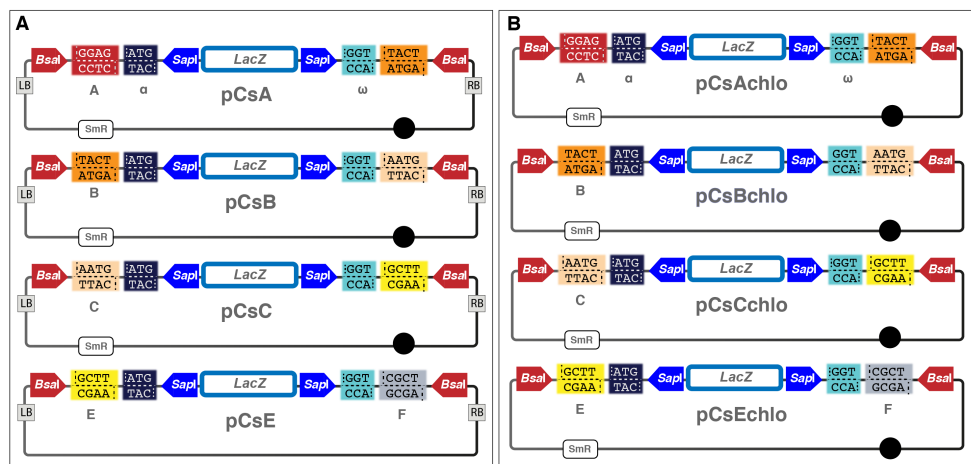 A
BsaI GGAG ATG SapI LacZ SapI GGT TACT BsaI
CCTC TAC CCA ATGA
LB A α pCsA ω RB
SmR
BsaI TACT ATG SapI LacZ SapI GGT AATG BsaI
ATGA TAC CCA TTAC
LB B pCsB RB
SmR
BsaI AATG ATG SapI LacZ SapI GGT GCTT BsaI
TTAC TAC CCA CGAA
LB C pCsC RB
SmR
BsaI GCTT ATG SapI LacZ SapI GGT CGCT BsaI
CGAA TAC CCA GCGA
LB E pCsE F RB
B
BsaI GGAG ATG SapI LacZ SapI GGT TACT BsaI
CCTC TAC CCA ATGA
A α pCsAchlo ω
SmR
BsaI TACT ATG SapI LacZ SapI GGT AATG BsaI
ATGA TAC CCA TTAC
B pCsBchlo
SmR
BsaI AATG ATG SapI LacZ SapI GGT GCTT BsaI
TTAC TAC CCA CGAA
C pCsCchlo
SmR
BsaI GCTT ATG SapI LacZ SapI GGT CGCT BsaI
CGAA TAC CCA GCGA
E pCsEchlo F
SmR